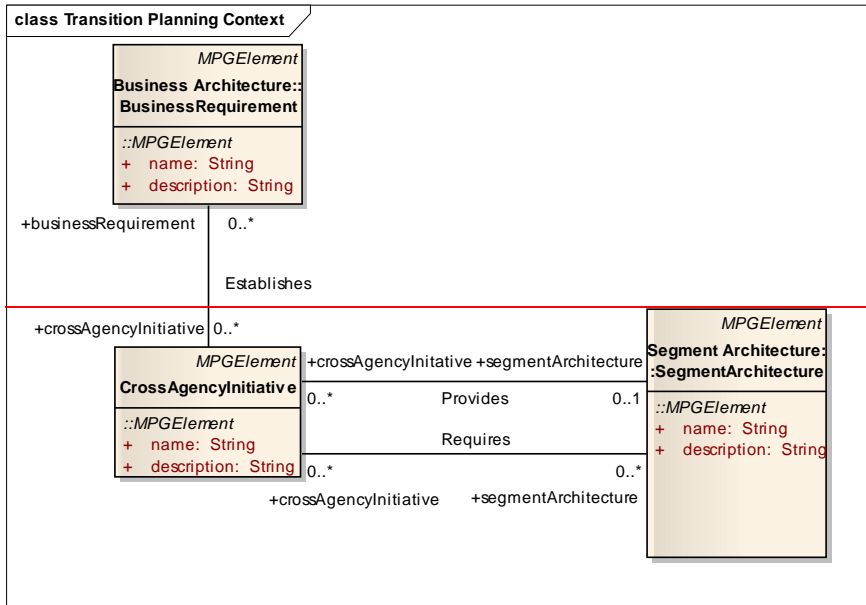 class Transition Planning Context
MPGElement
Business Architecture::
BusinessRequirement
::MPGElement
+ name: String
+ description: String
+businessRequirement 0..*
Establishes
+crossAgencyInitiative 0..*
MPGElement
CrossAgencyInitiative
::MPGElement
+ name: String
+ description: String
+crossAgencyInitative +segmentArchitecture
0..* Provides 0..1
Requires
0..* 0..*
+crossAgencyInitiative +segmentArchitecture
MPGElement
Segment Architecture:
:SegmentArchitecture
::MPGElement
+ name: String
+ description: String